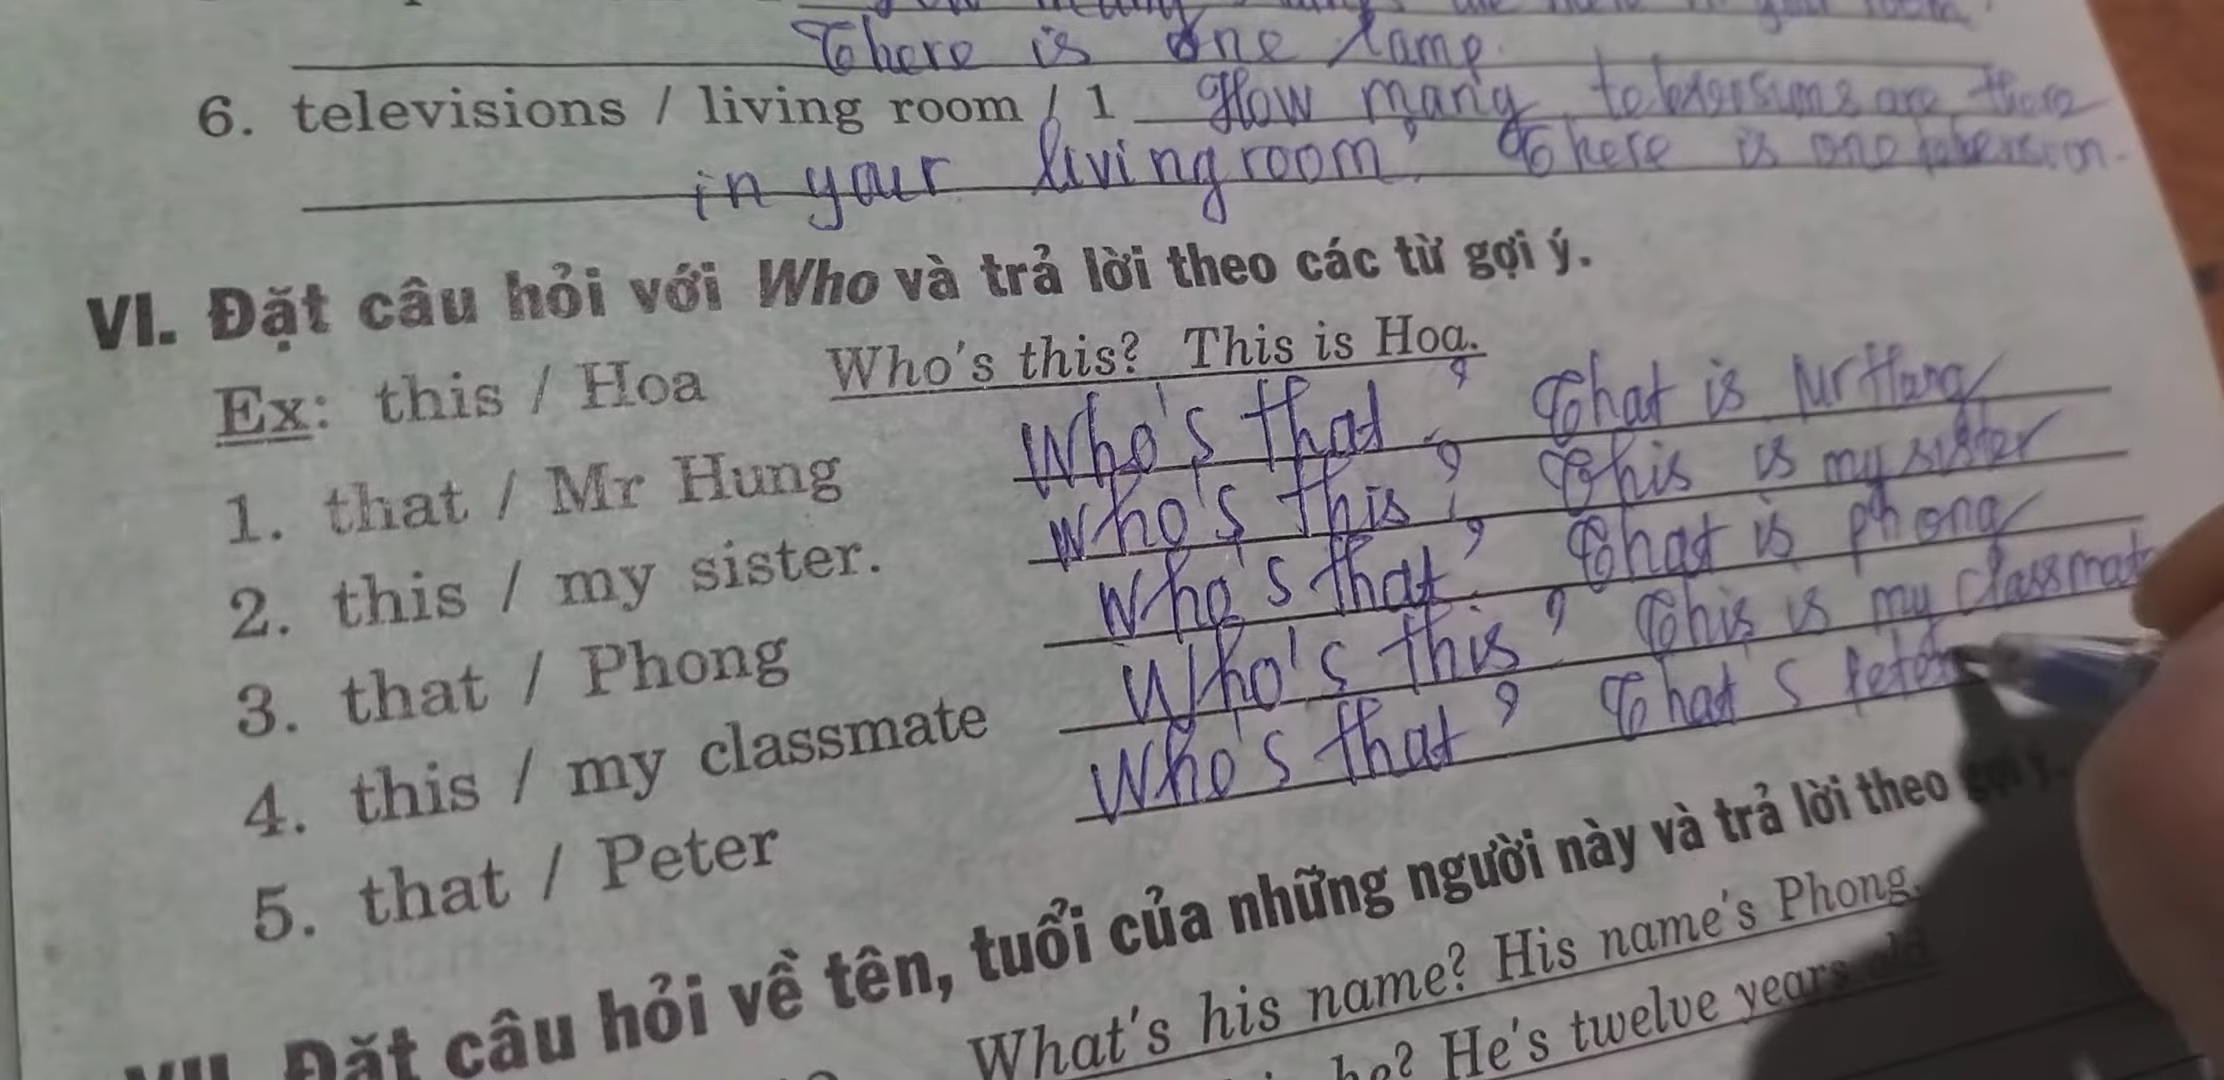 There is one lamp.
6. televisions / living room / 1 How many televisions are there
in your living room? There is one television.
VI. Đặt câu hỏi với Who và trả lời theo các từ gợi ý.
Ex: this / Hoa Who's this? This is Hoa.
1. that / Mr Hung Who's that? That is Mr Hung
2. this / my sister. Who's this? This is my sister
3. that / Phong Who's that? That is phong
4. this / my classmate Who's this? This is my classmate
5. that / Peter Who's that? That's Peter
VII. Đặt câu hỏi về tên, tuổi của những người này và trả lời theo gợi ý.
What's his name? His name's Phong.
he? He's twelve years old